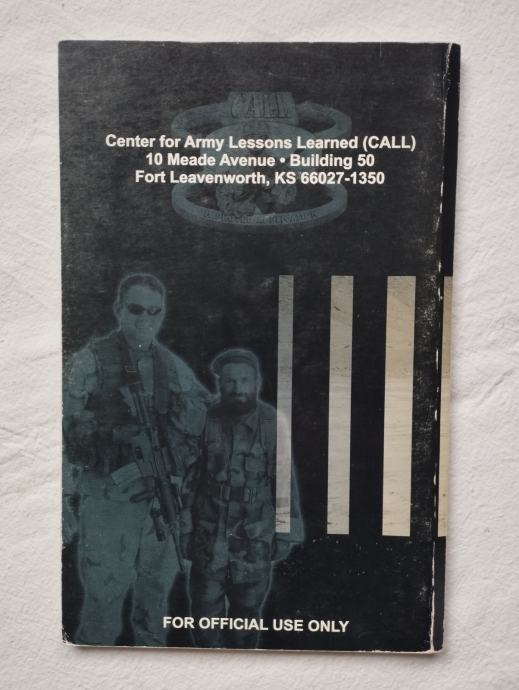 CALL
Center for Army Lessons Learned (CALL)
10 Meade Avenue • Building 50
Fort Leavenworth, KS 66027-1350
FOR OFFICIAL USE ONLY